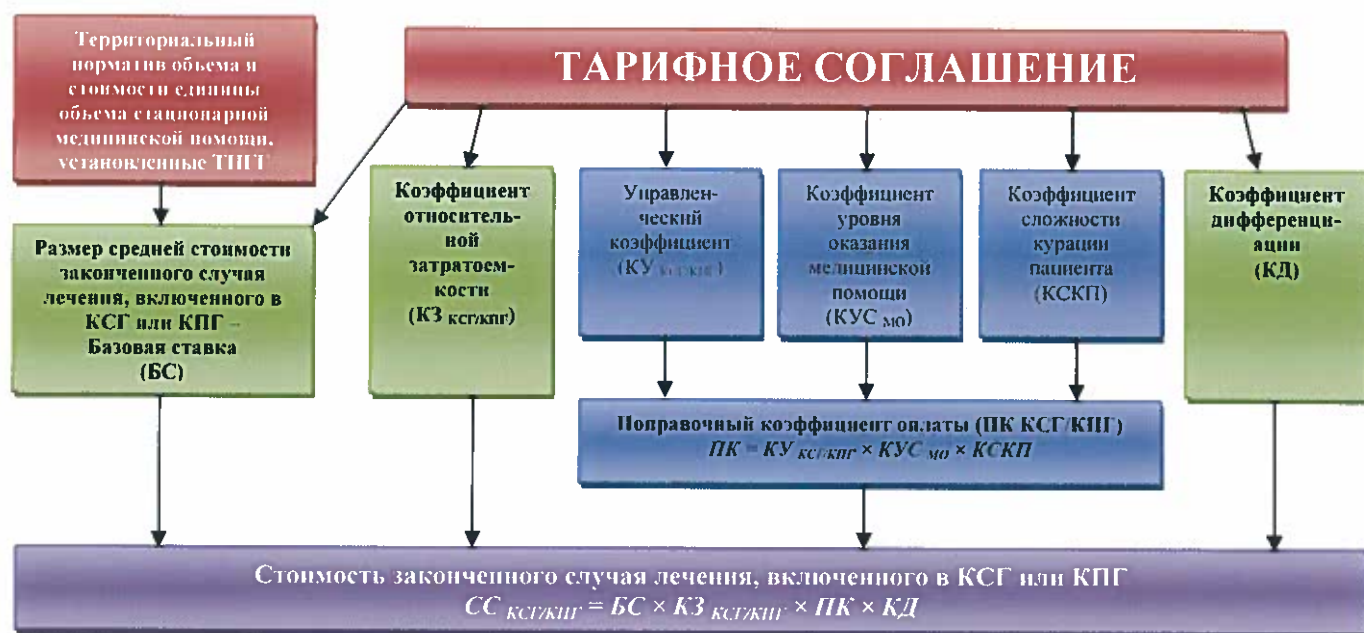 Территориальный
норматив объема и
стоимости единицы
объема стационарной
медицинской помощи,
установленные ТПГГ
ТАРИФНОЕ СОГЛАШЕНИЕ
Размер средней стоимости
законченного случая
лечения, включенного в
КСГ или КПГ –
Базовая ставка
(БС)
Коэффициент
относитель-
ной
затратоем-
кости
(КЗ КСГ/КПГ)
Управлен-
ческий
коэффициент
(КУ КСГ/КПГ)
Коэффициент
уровня
оказания
медицинской
помощи
(КУС МО)
Коэффициент
сложности
курации
пациента
(КСКП)
Коэффициент
дифференци-
ации
(КД)
Поправочный коэффициент оплаты (ПК КСГ/КПГ)
ПК = КУ КСГ/КПГ × КУС МО × КСКП
Стоимость законченного случая лечения, включенного в КСГ или КПГ
СС КСГ/КПГ = БС × КЗ КСГ/КПГ × ПК × КД